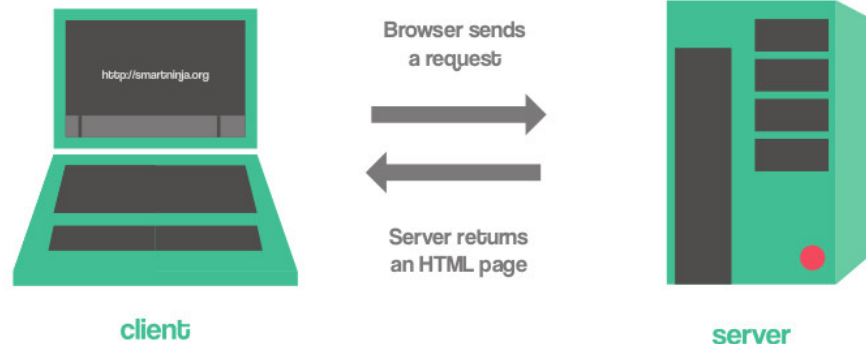 Browser sends
a request
http://smartninja.org
Server returns
an HTML page
client
server